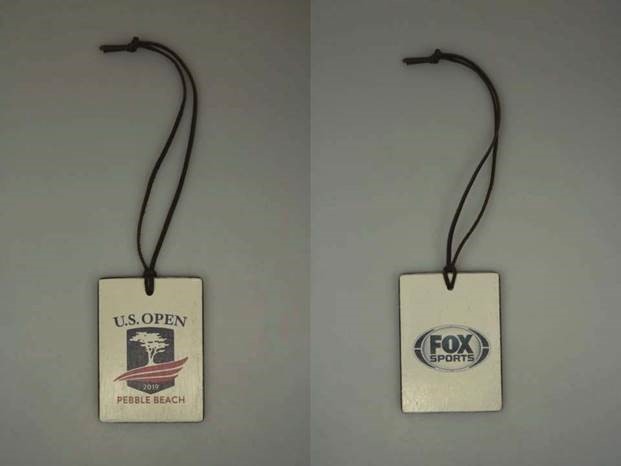 U.S. OPEN
2019
PEBBLE BEACH
FOX
SPORTS